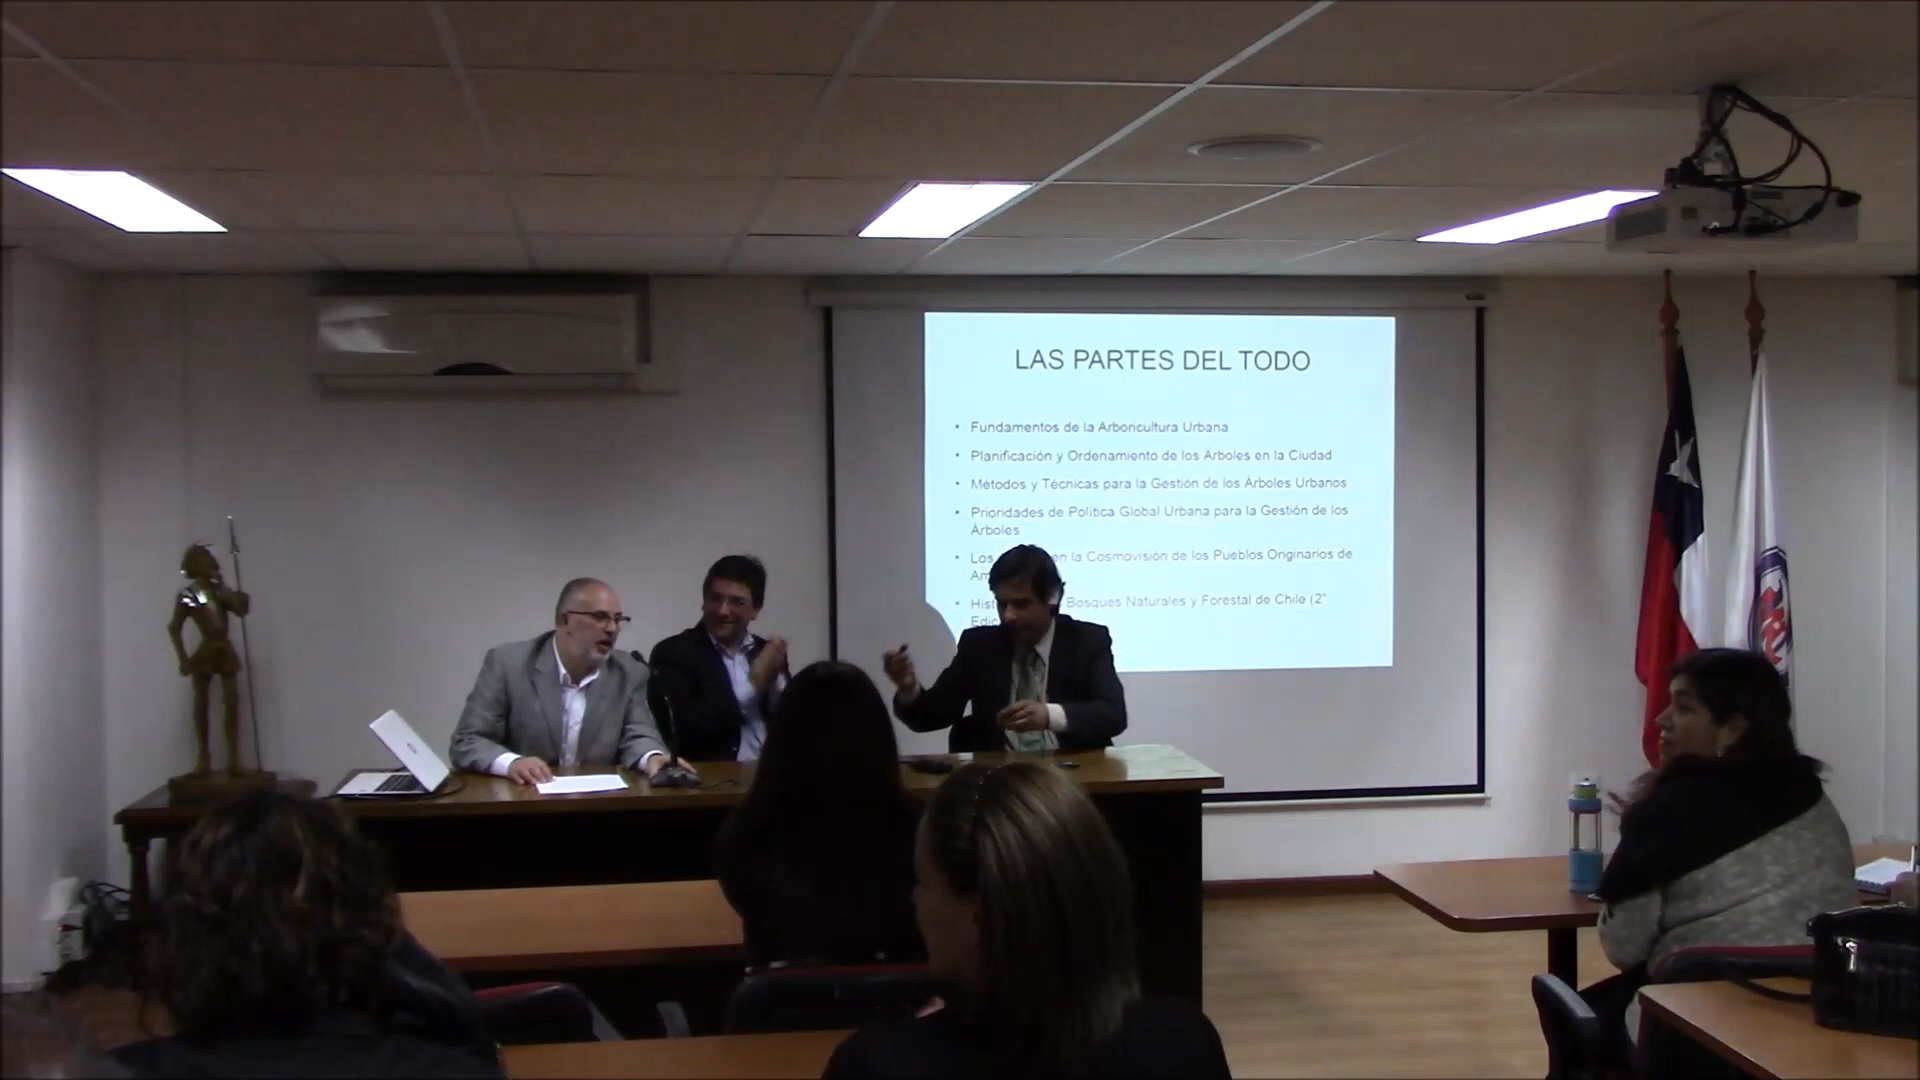 LAS PARTES DEL TODO
• Fundamentos de la Arboricultura Urbana
• Planificación y Ordenamiento de los Arboles en la Ciudad
• Métodos y Técnicas para la Gestión de los Árboles Urbanos
• Prioridades de Política Global Urbana para la Gestión de los
Árboles
• Los en la Cosmovisión de los Pueblos Originarios de
• Bosques Naturales y Forestal de Chile (2°